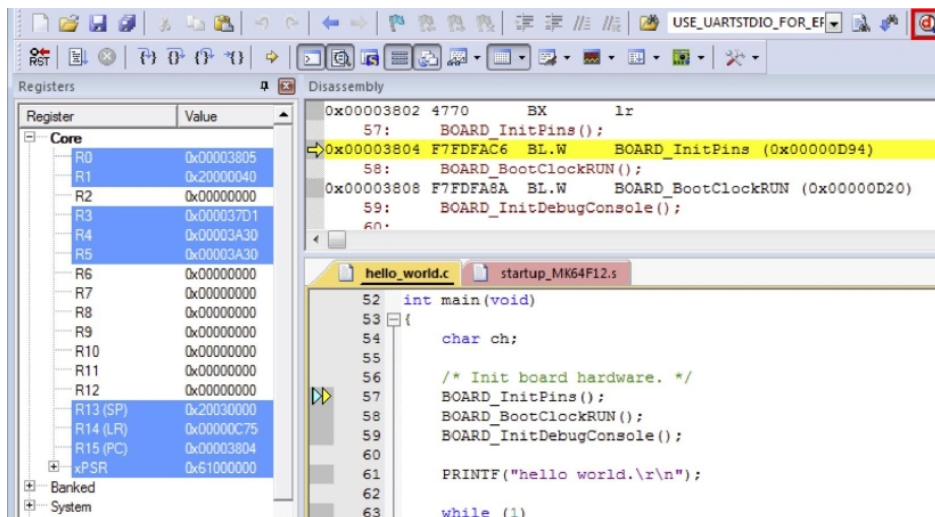 USE_UARTSTDIO_FOR_EF
RST
Registers
Register Value
Core
R0 0x00003805
R1 0x20000040
R2 0x00000000
R3 0x000037D1
R4 0x00003A30
R5 0x00003A30
R6 0x00000000
R7 0x00000000
R8 0x00000000
R9 0x00000000
R10 0x00000000
R11 0x00000000
R12 0x00000000
R13 (SP) 0x20030000
R14 (LR) 0x00000C75
R15 (PC) 0x00003804
xPSR 0x61000000
Banked
System
Disassembly
0x00003802 4770 BX lr
57: BOARD_InitPins();
0x00003804 F7FDFAC6 BL.W BOARD_InitPins (0x00000D94)
58: BOARD_BootClockRUN();
0x00003808 F7FDFA8A BL.W BOARD_BootClockRUN (0x00000D20)
59: BOARD_InitDebugConsole();
60:
hello_world.c startup_MK64F12.s
52 int main(void)
53 {
54 char ch;
55
56 /* Init board hardware. */
57 BOARD_InitPins();
58 BOARD_BootClockRUN();
59 BOARD_InitDebugConsole();
60
61 PRINTF("hello world.\r\n");
62
63 while (1)